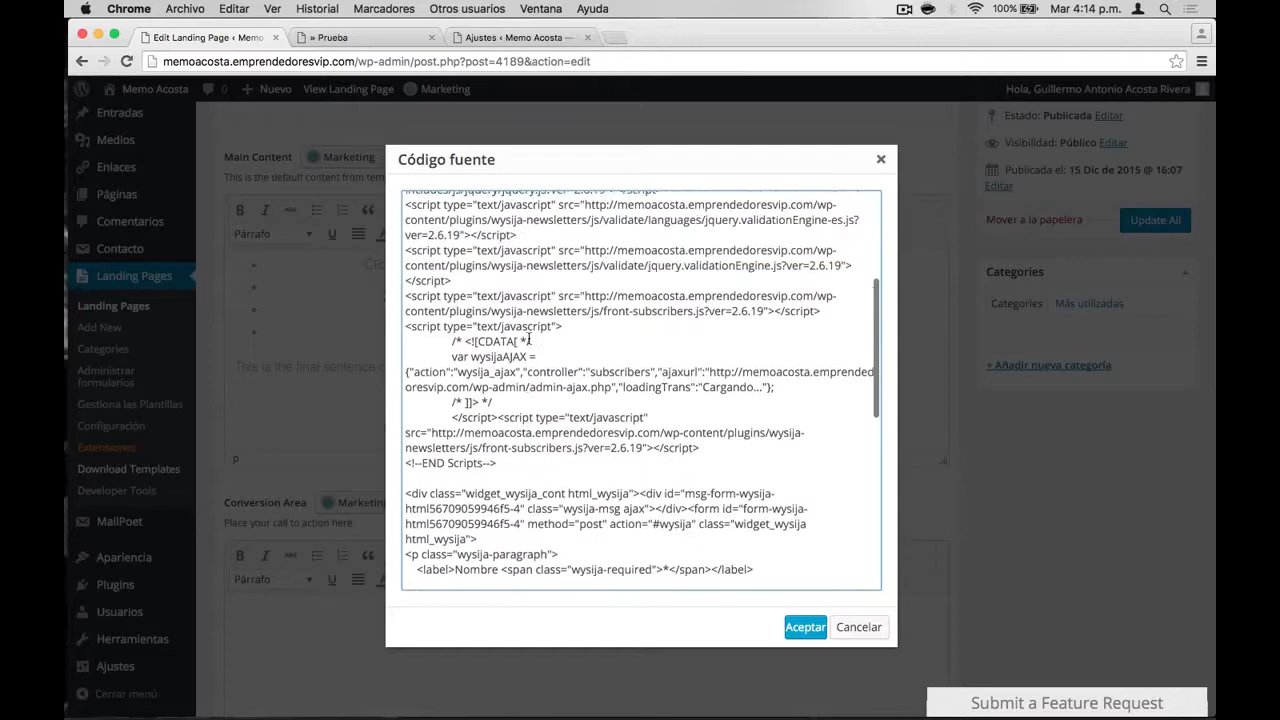 Chrome Archivo Editar Ver Historial Marcadores Otros usuarios Ventana Ayuda 100% Mar 4:14 p.m.
Edit Landing Page ‹ Memo × » Prueba × Ajustes ‹ Memo Acosta — ×
memoacosta.emprendedoresvip.com/wp-admin/post.php?post=4189&action=edit
Memo Acosta 0 + Nuevo View Landing Page Marketing Hola, Guillermo Antonio Acosta Rivera
Entradas
Medios
Enlaces
Páginas
Comentarios
Contacto
Landing Pages
Landing Pages
Add New
Categories
Administrar
formularios
Gestiona las Plantillas
Configuración
Extensiones
Download Templates
Developer Tools
MailPoet
Apariencia
Plugins
Usuarios
Herramientas
Ajustes
Cerrar menú
Main Content Marketing
This is the default content from
B I
Párrafo U
This is the final sentence
p
Conversion Area
Place your call to action here
B I
Párrafo U
Código fuente ×
<script type="text/javascript" src="http://memoacosta.emprendedoresvip.com/wp-
content/plugins/wysija-newsletters/js/validate/languages/jquery.validationEngine-es.js?
ver=2.6.19"></script>
<script type="text/javascript" src="http://memoacosta.emprendedoresvip.com/wp-
content/plugins/wysija-newsletters/js/validate/jquery.validationEngine.js?ver=2.6.19">
</script>
<script type="text/javascript" src="http://memoacosta.emprendedoresvip.com/wp-
content/plugins/wysija-newsletters/js/front-subscribers.js?ver=2.6.19"></script>
<script type="text/javascript">
/* <![CDATA[ */
var wysijaAJAX =
{"action":"wysija_ajax","controller":"subscribers","ajaxurl":"http://memoacosta.emprended
oresvip.com/wp-admin/admin-ajax.php","loadingTrans":"Cargando..."};
/* ]]> */
</script><script type="text/javascript"
src="http://memoacosta.emprendedoresvip.com/wp-content/plugins/wysija-
newsletters/js/front-subscribers.js?ver=2.6.19"></script>
<!--END Scripts-->
<div class="widget_wysija_cont html_wysija"><div id="msg-form-wysija-
html56709059946f5-4" class="wysija-msg ajax"></div><form id="form-wysija-
html56709059946f5-4" method="post" action="#wysija" class="widget_wysija
html_wysija">
<p class="wysija-paragraph">
<label>Nombre <span class="wysija-required">*</span></label>
Aceptar Cancelar
Estado: Publicada Editar
Visibilidad: Público Editar
Publicada el: 15 Dic de 2015 @ 16:07
Editar
Mover a la papelera Update All
Categories
Categories Más utilizadas
+ Añadir nueva categoría
Submit a Feature Request